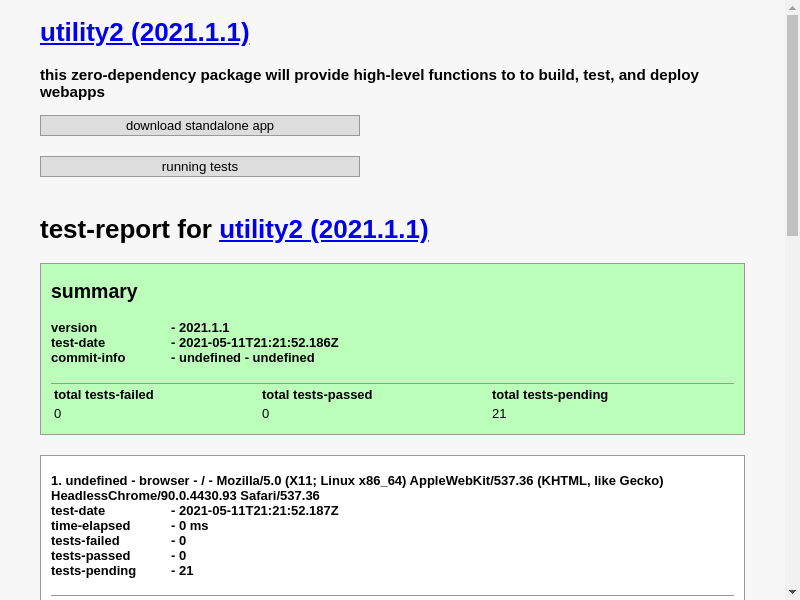 utility2 (2021.1.1)
this zero-dependency package will provide high-level functions to to build, test, and deploy
webapps
download standalone app
running tests
test-report for utility2 (2021.1.1)
summary
version - 2021.1.1
test-date - 2021-05-11T21:21:52.186Z
commit-info - undefined - undefined
total tests-failed total tests-passed total tests-pending
0 0 21
1. undefined - browser - / - Mozilla/5.0 (X11; Linux x86_64) AppleWebKit/537.36 (KHTML, like Gecko)
HeadlessChrome/90.0.4430.93 Safari/537.36
test-date - 2021-05-11T21:21:52.187Z
time-elapsed - 0 ms
tests-failed - 0
tests-passed - 0
tests-pending - 21